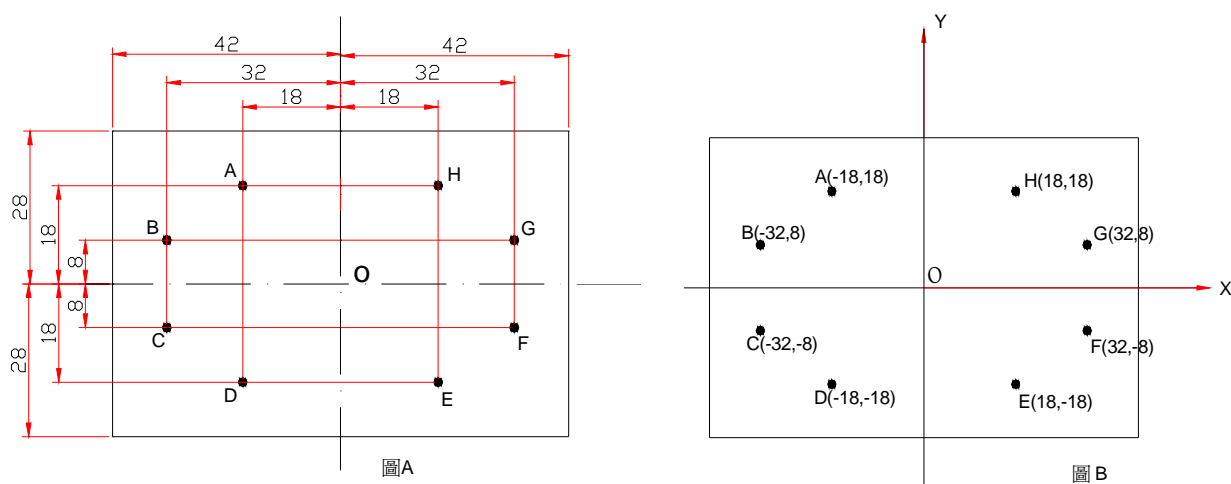 42 42
32 32
18 18
A H
B G
28 18 8
O
8 18 28
C F
D E
圖A
Y
A(-18,18) H(18,18)
B(-32,8) G(32,8)
O
X
C(-32,-8) F(32,-8)
D(-18,-18) E(18,-18)
圖 B